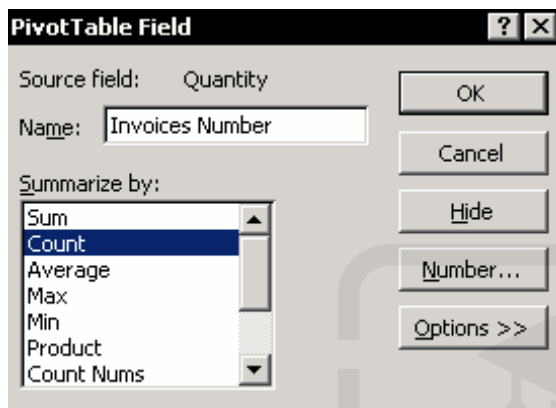 PivotTable Field
Source field: Quantity
Name: Invoices Number
Summarize by:
Sum
Count
Average
Max
Min
Product
Count Nums
OK
Cancel
Hide
Number...
Options >>